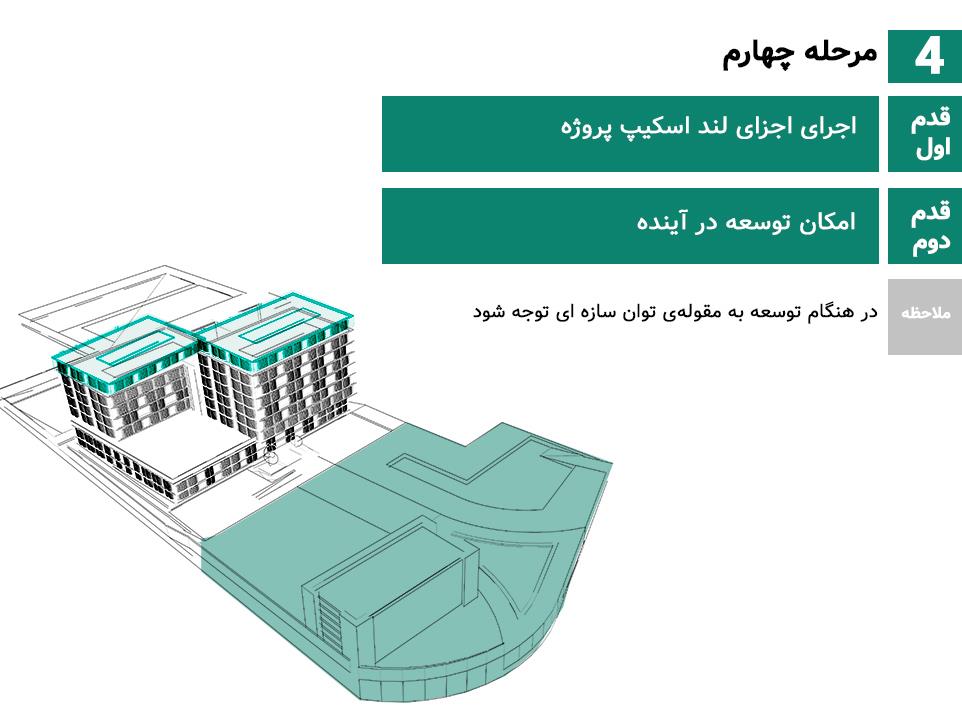 4
مرحله چهارم
قدم
اول
اجرای اجزای لند اسکیپ پروژه
قدم
دوم
امکان توسعه در آینده
ملاحظه
در هنگام توسعه به مقوله‌ی توان سازه ای توجه شود